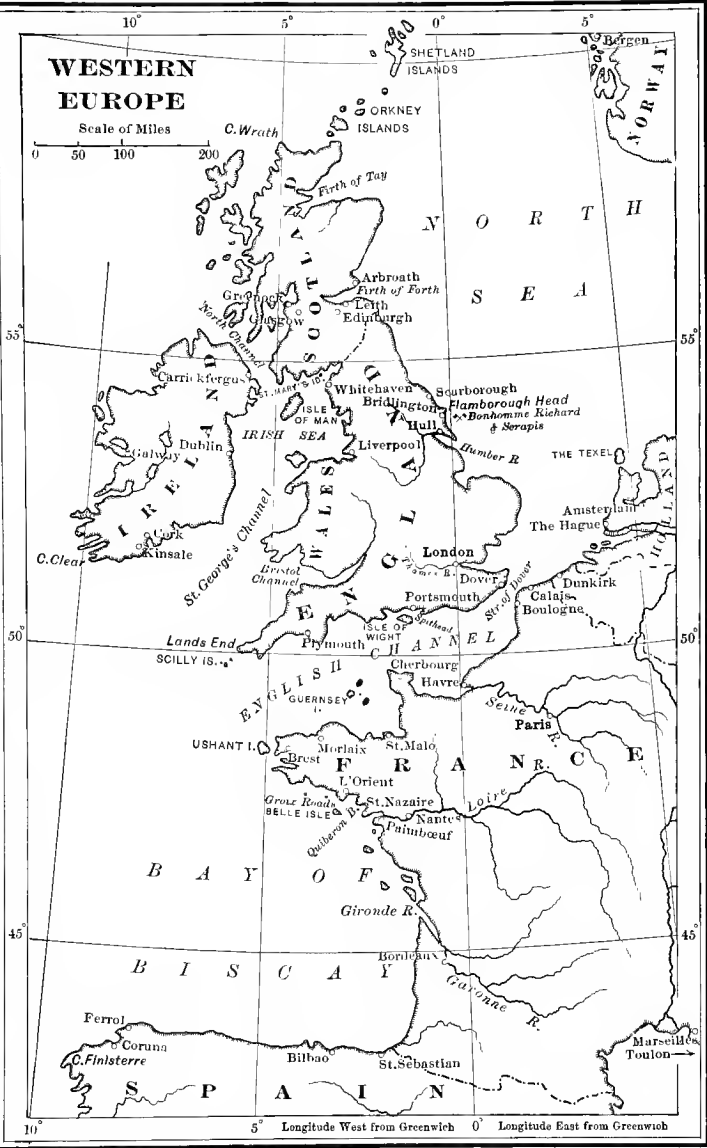 10° 5° 0° 5°
Bergen
SHETLAND
ISLANDS
NORWAY
WESTERN
EUROPE
Scale of Miles
0 50 100 200
C. Wrath
ORKNEY
ISLANDS
Firth of Tay
NORTH
SEA
SCOTLAND
Arbroath
Firth of Forth
Greenock
Leith
Glasgow
Edinburgh
North Channel
55° 55°
Carrickfergus
ST. MARY'S ID.
Whitehaven
Scarborough
Bridlington
Flamborough Head
Bonhomme Richard
& Serapis
ISLE
OF MAN
Hull
IRISH SEA
Dublin
Galway
Liverpool
Humber R
THE TEXEL
IRELAND
WALES
ENGLAND
HOLLAND
Amsterdam
The Hague
Cork
Kinsale
C. Clear
St. George's Channel
Bristol
Channel
London
Thames R.
Dover
Str. of Dover
Dunkirk
Calais
Boulogne
Portsmouth
Spithead
ISLE OF
WIGHT
50° 50°
Lands End
Plymouth
SCILLY IS.
ENGLISH CHANNEL
Cherbourg
Havre
GUERNSEY
I.
Seine R.
Paris
USHANT I.
Brest
Morlaix
St. Malo
FRANCE
L'Orient
Groix Roads
BELLE ISLE
St. Nazaire
Loire R.
Nantes
Quiberon B.
Paimbœuf
BAY OF
BISCAY
Gironde R.
45° 45°
Bordeaux
Garonne R.
Ferrol
Coruna
C. Finisterre
Bilbao
St. Sebastian
Marseilles
Toulon
SPAIN
10° 5° Longitude West from Greenwich 0° Longitude East from Greenwich